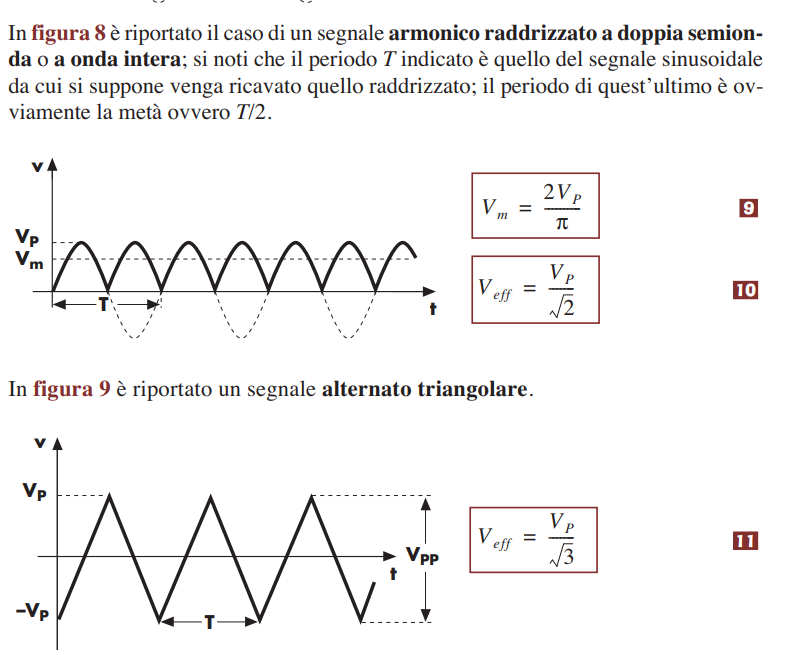 In figura 8 è riportato il caso di un segnale armonico raddrizzato a doppia semion-
da o a onda intera; si noti che il periodo T indicato è quello del segnale sinusoidale
da cui si suppone venga ricavato quello raddrizzato; il periodo di quest'ultimo è ov-
viamente la metà ovvero T/2.
v
VP
Vm
T
t
Vm = 2VP / π
9
Veff = VP / √2
10
In figura 9 è riportato un segnale alternato triangolare.
v
VP
–VP
T
VPP
t
Veff = VP / √3
11